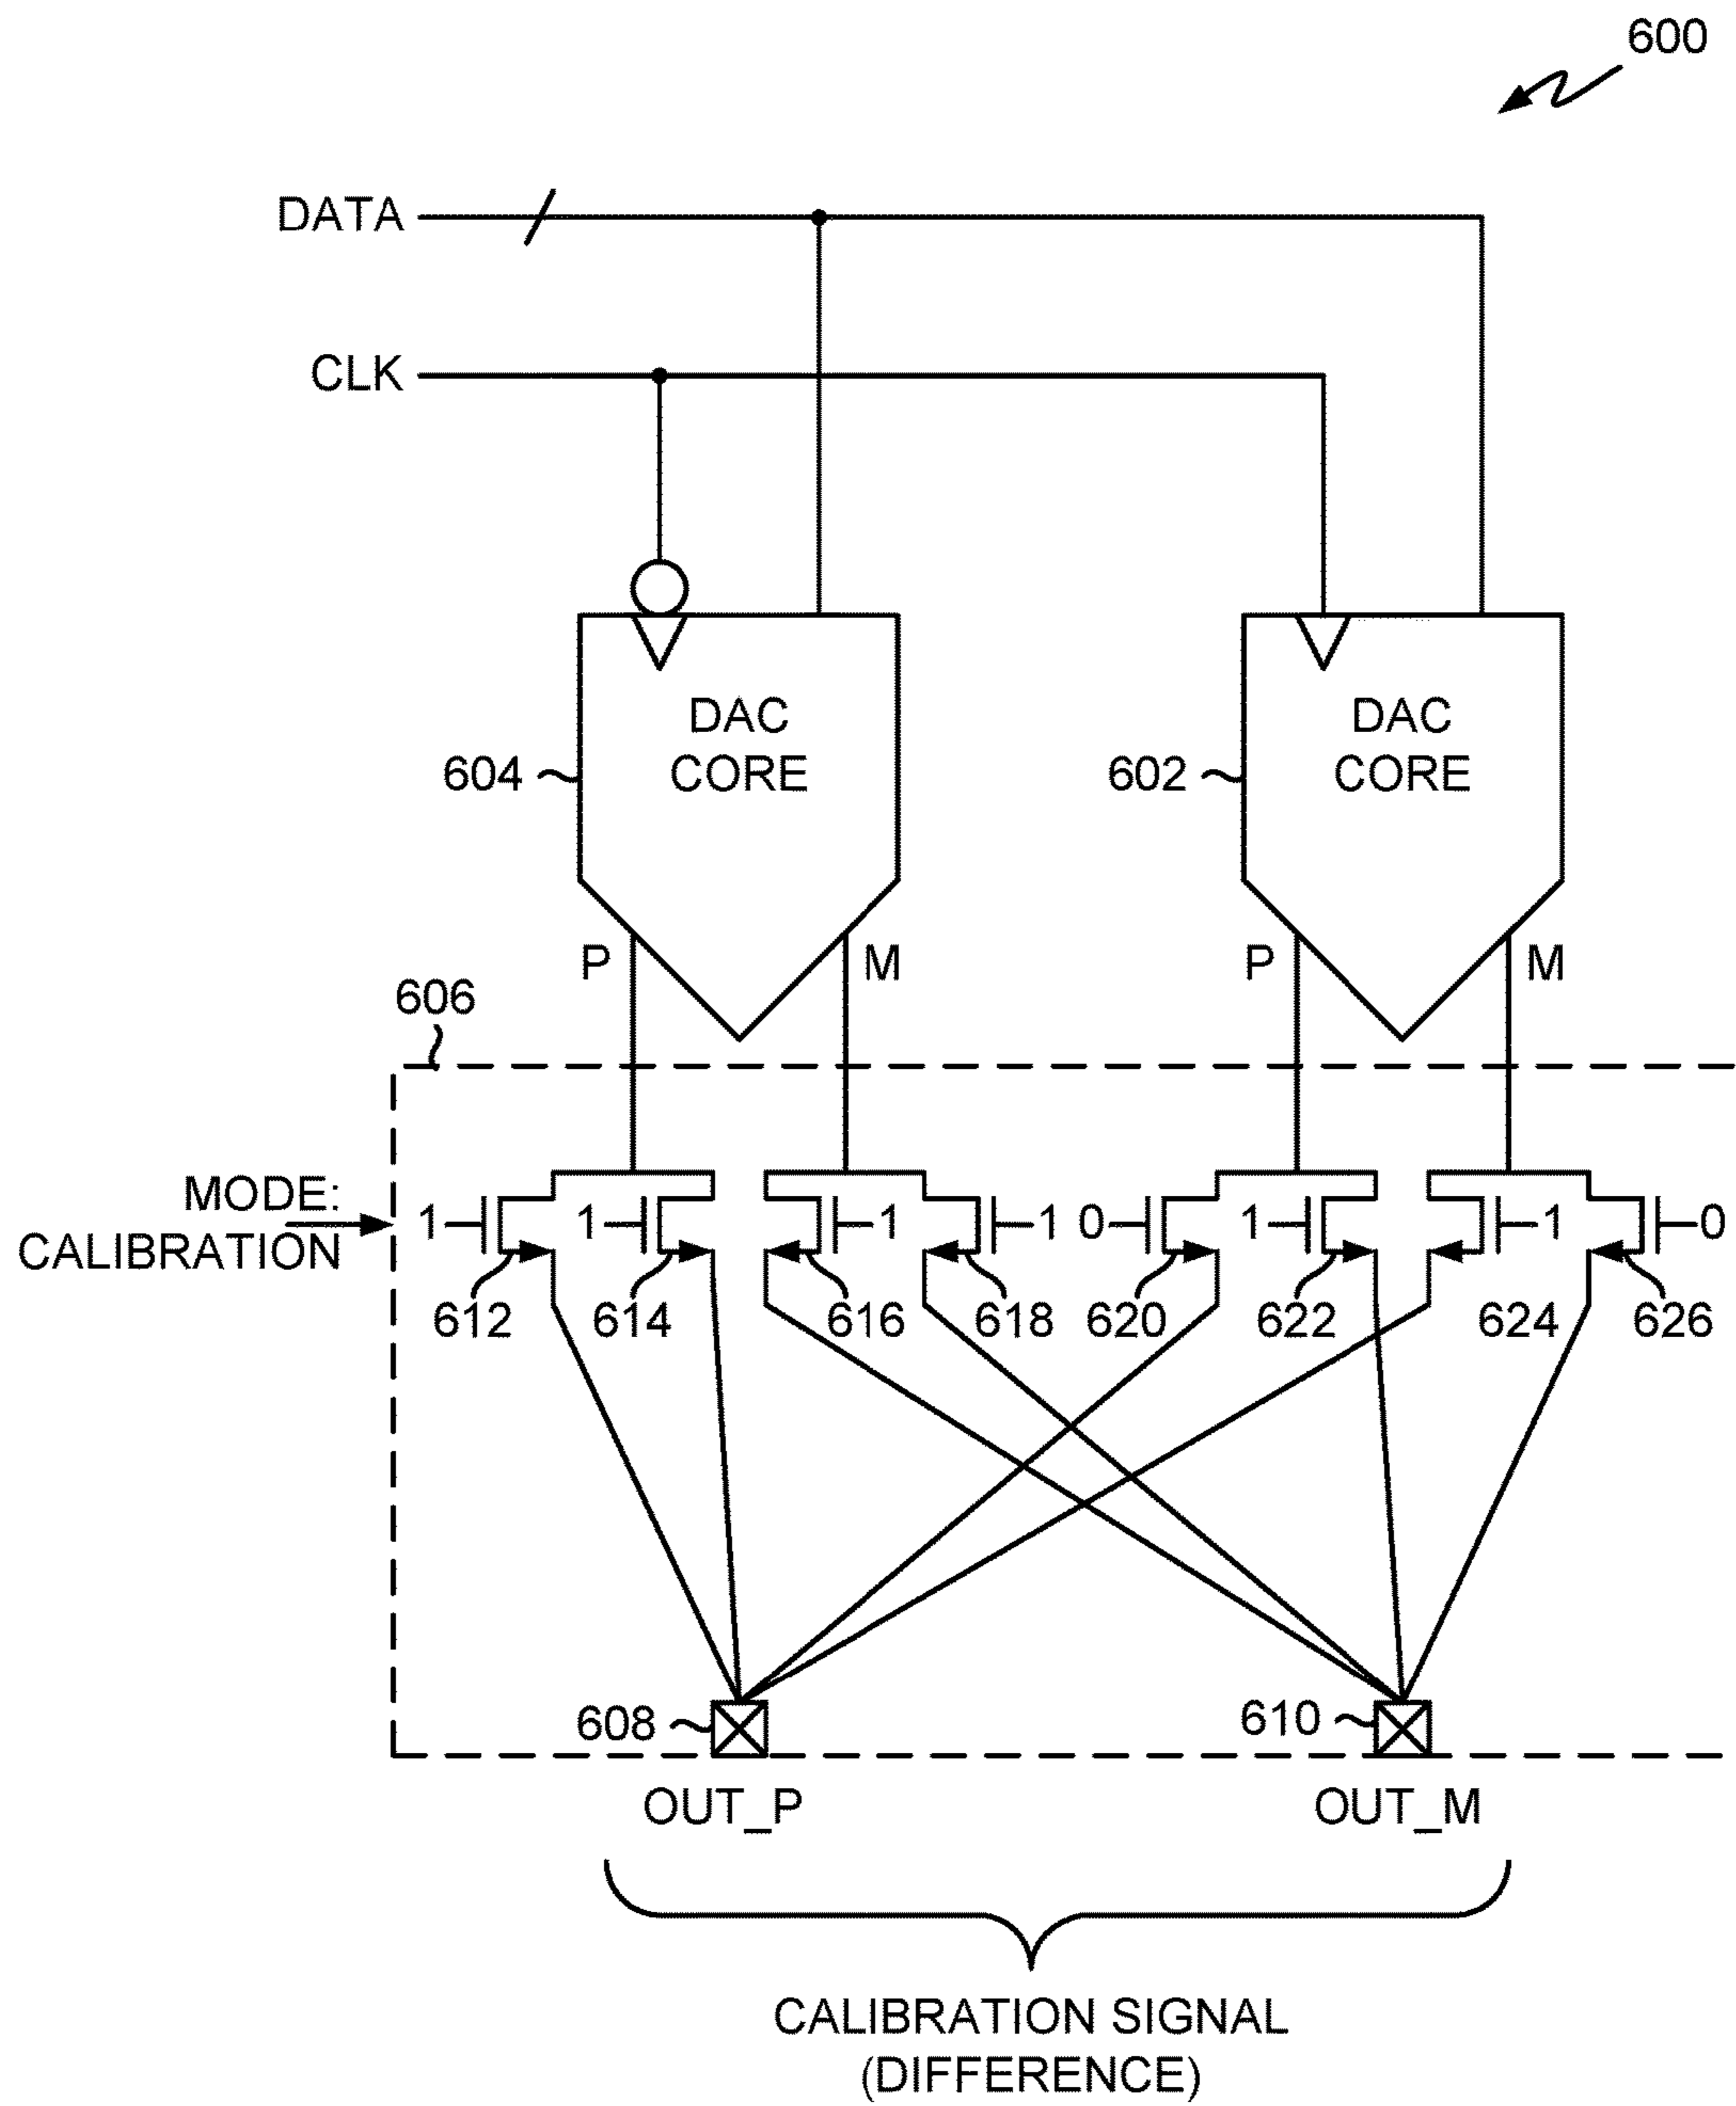 600
DATA
CLK
DAC
CORE
604
DAC
CORE
602
P
M
P
M
606
MODE:
CALIBRATION
1
1
1
1
0
1
1
0
612
614
616
618
620
622
624
626
608
610
OUT_P
OUT_M
CALIBRATION SIGNAL
(DIFFERENCE)